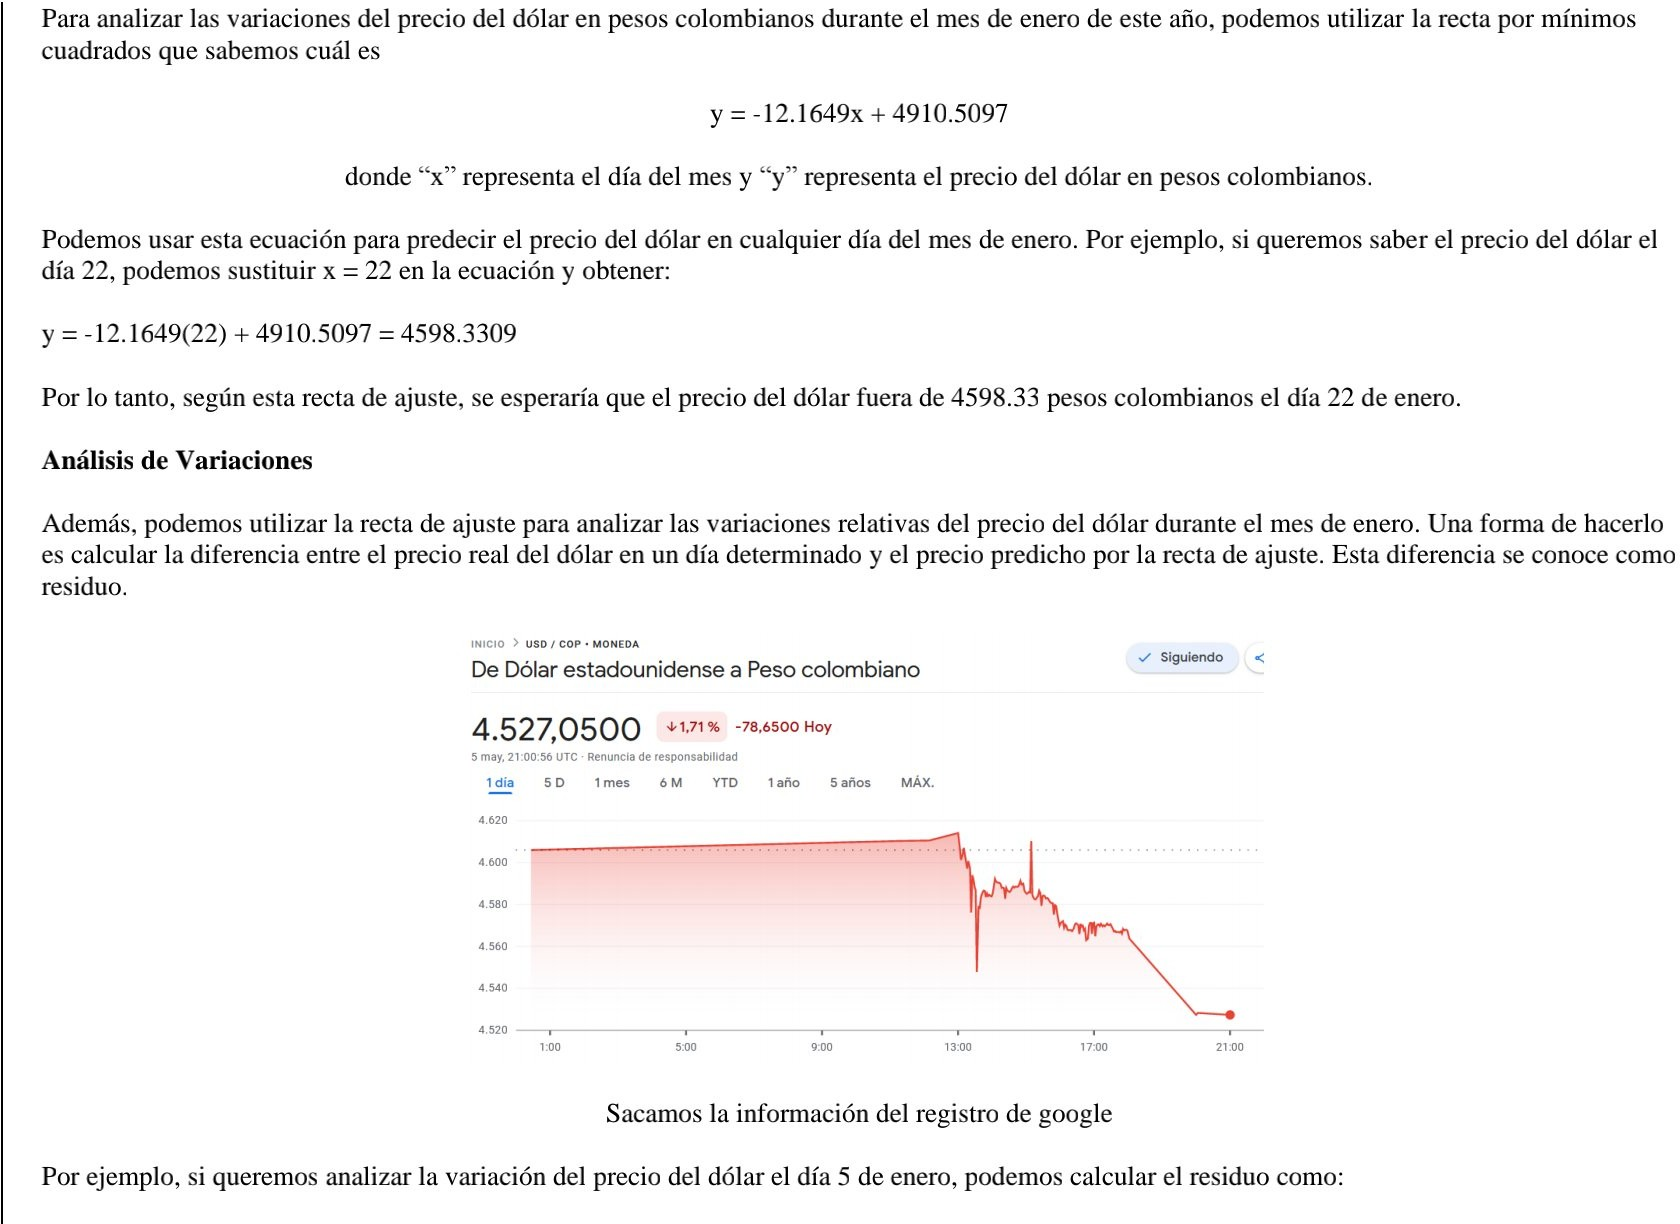 Para analizar las variaciones del precio del dólar en pesos colombianos durante el mes de enero de este año, podemos utilizar la recta por mínimos
cuadrados que sabemos cuál es
y = -12.1649x + 4910.5097
donde “x” representa el día del mes y “y” representa el precio del dólar en pesos colombianos.
Podemos usar esta ecuación para predecir el precio del dólar en cualquier día del mes de enero. Por ejemplo, si queremos saber el precio del dólar el
día 22, podemos sustituir x = 22 en la ecuación y obtener:
y = -12.1649(22) + 4910.5097 = 4598.3309
Por lo tanto, según esta recta de ajuste, se esperaría que el precio del dólar fuera de 4598.33 pesos colombianos el día 22 de enero.
Análisis de Variaciones
Además, podemos utilizar la recta de ajuste para analizar las variaciones relativas del precio del dólar durante el mes de enero. Una forma de hacerlo
es calcular la diferencia entre el precio real del dólar en un día determinado y el precio predicho por la recta de ajuste. Esta diferencia se conoce como
residuo.
INICIO > USD / COP • MONEDA
De Dólar estadounidense a Peso colombiano
Siguiendo
4.527,0500 ↓1,71 % -78,6500 Hoy
5 may, 21:00:56 UTC · Renuncia de responsabilidad
1 día 5 D 1 mes 6 M YTD 1 año 5 años MÁX.
4.620
4.600
4.580
4.560
4.540
4.520
1:00 5:00 9:00 13:00 17:00 21:00
Sacamos la información del registro de google
Por ejemplo, si queremos analizar la variación del precio del dólar el día 5 de enero, podemos calcular el residuo como: